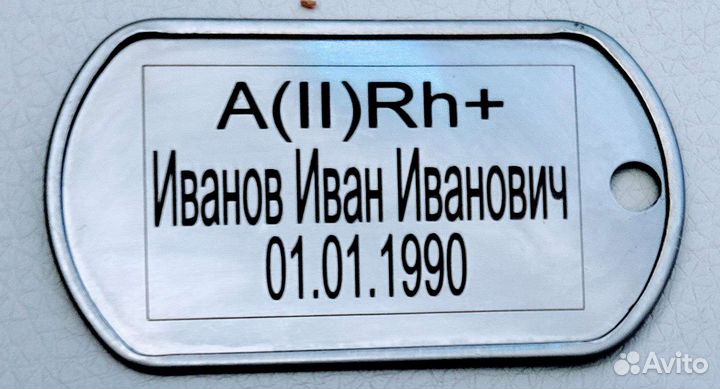 A(II)Rh+
Иванов Иван Иванович
01.01.1990
Avito